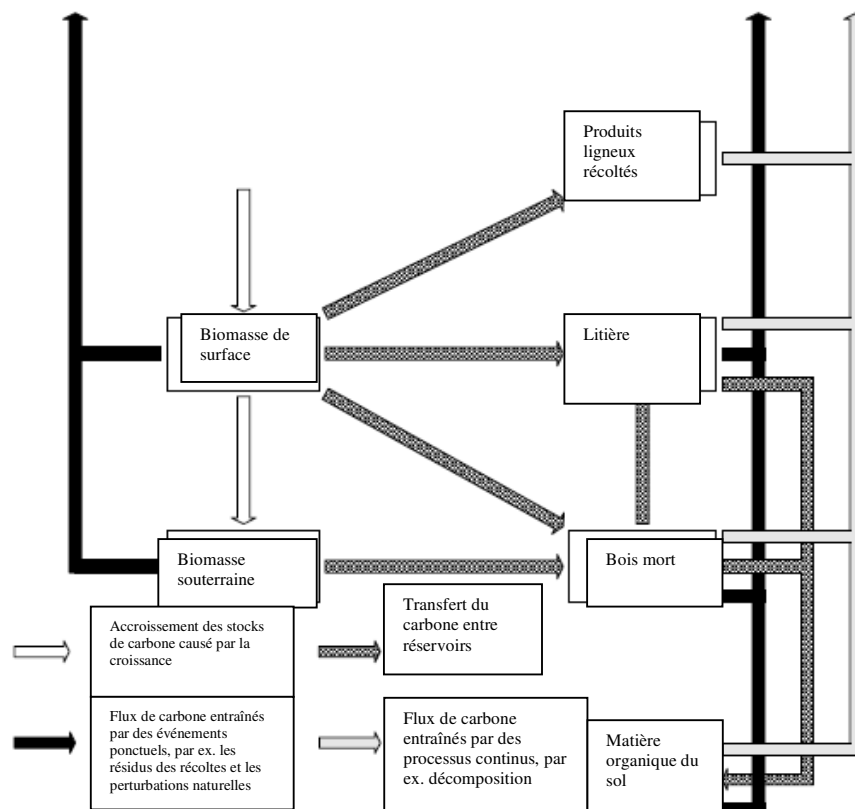 Produits
ligneux
récoltés
Biomasse de
surface
Litière
Biomasse
souterraine
Bois mort
Accroissement des stocks
de carbone causé par la
croissance
Transfert du
carbone entre
réservoirs
Flux de carbone entraînés
par des événements
ponctuels, par ex. les
résidus des récoltes et les
perturbations naturelles
Flux de carbone
entraînés par des
processus continus, par
ex. décomposition
Matière
organique du
sol